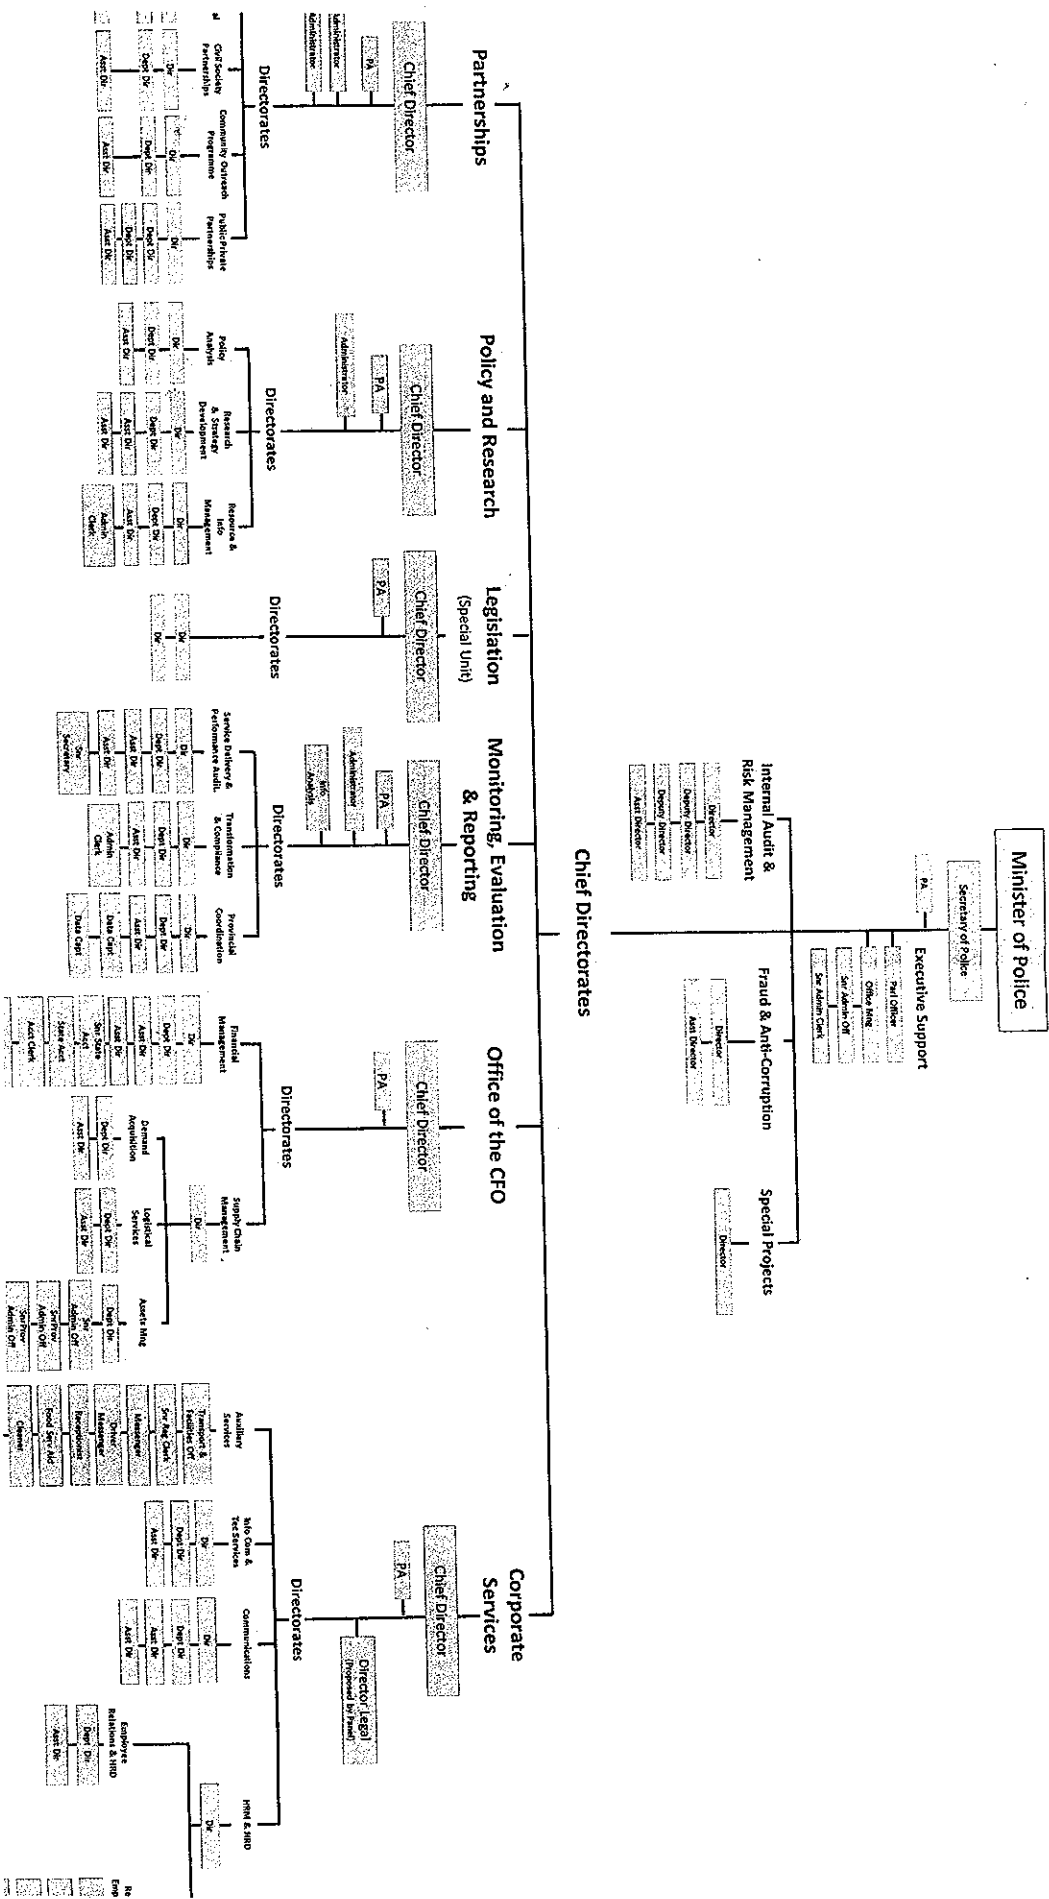 Minister of Police
Secretary of Police
PA
Executive Support
Parl Officer
Office Mng
Snr Admin Off
Snr Admin Clerk
Internal Audit &
Risk Management
Director
Deputy Director
Deputy Director
Asst Director
Fraud & Anti-Corruption
Director
Asst Director
Special Projects
Director
Chief Directorates
Partnerships
Chief Director
PA
Administrator
Administrator
Directorates
al
Civil Society
Partnerships
Dir
Dept Dir
Asst Dir
Community Outreach
Programme
Dir
Dept Dir
Asst Dir
Public Private
Partnerships
Dir
Dept Dir
Dept Dir
Asst Dir
Policy and Research
Chief Director
PA
Administrator
Directorates
Policy
Analysis
Dir
Dept Dir
Asst Dir
Research
& Strategy
Development
Dir
Dept Dir
Asst Dir
Asst Dir
Resource &
Info
Management
Dir
Dept Dir
Asst Dir
Admin
Clerk
Legislation
(Special Unit)
Chief Director
PA
Directorates
Dir
Dir
Monitoring, Evaluation
& Reporting
Chief Director
PA
Administrator
Info
Analysis
Directorates
Service Delivery &
Performance Audit
Dir
Dept Dir
Asst Dir
Asst Dir
Snr
Secretary
Transformation
& Compliance
Dir
Dept Dir
Asst Dir
Admin
Clerk
Provincial
Coordination
Dir
Dept Dir
Asst Dir
Data Capt
Data Capt
Office of the CFO
Chief Director
PA
Directorates
Financial
Management
Dir
Dept Dir
Asst Dir
Asst Dir
Snr State
Acct
State Acct
Acct Clerk
Supply Chain
Management
Dir
Demand
Acquisition
Dept Dir
Asst Dir
Logistical
Services
Dept Dir
Asst Dir
Assets Mng
Dept Dir
Snr
Admin Off
Snr Prov
Admin Off
Snr Prov
Admin Off
Corporate
Services
Chief Director
PA
Director Legal
(Proposed by Panel)
Directorates
Auxiliary
Services
Transport &
Facilities Off
Snr Reg Clerk
Messenger
Driver
Messenger
Receptionist
Food Serv Aid
Cleaner
Info Com &
Tec Services
Dir
Dept Dir
Asst Dir
Communications
Dir
Dept Dir
Asst Dir
Asst Dir
HRM & HRD
Dir
Employee
Relations & HRD
Dept Dir
Asst Dir
Re
Emp